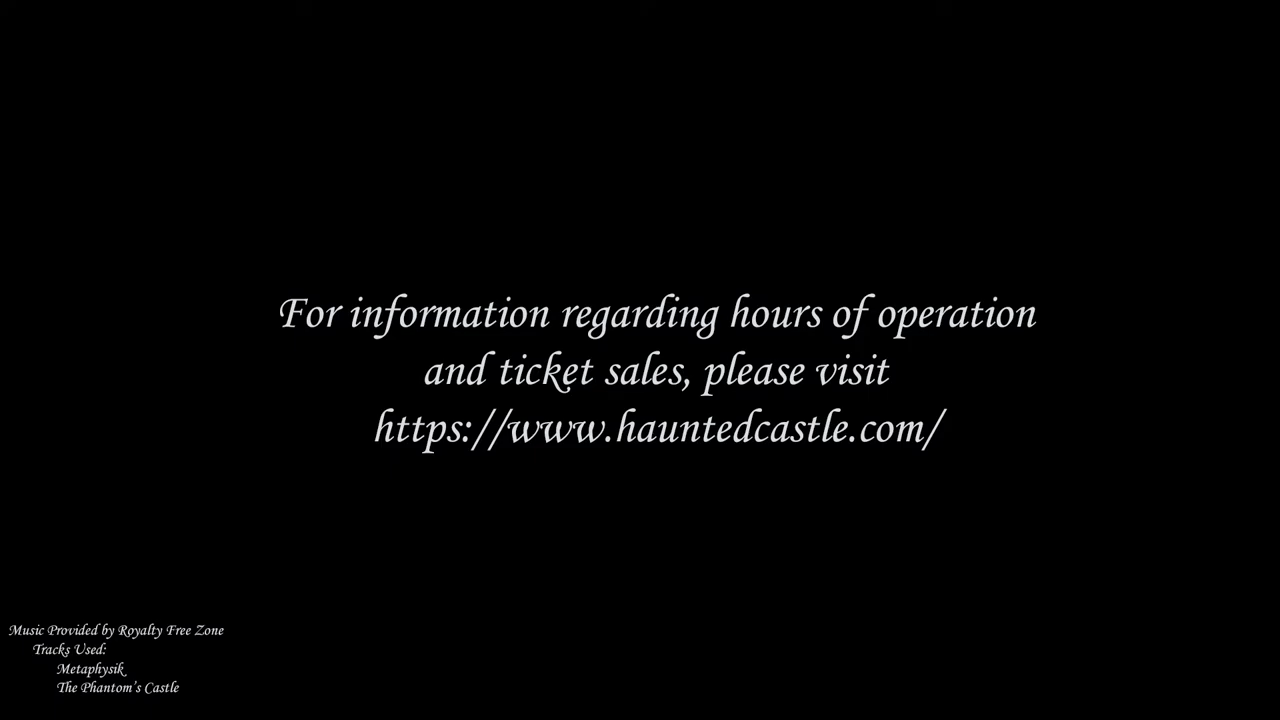 For information regarding hours of operation
and ticket sales, please visit
https://www.hauntedcastle.com/
Music Provided by Royalty Free Zone
Tracks Used:
Metaphysik
The Phantom's Castle